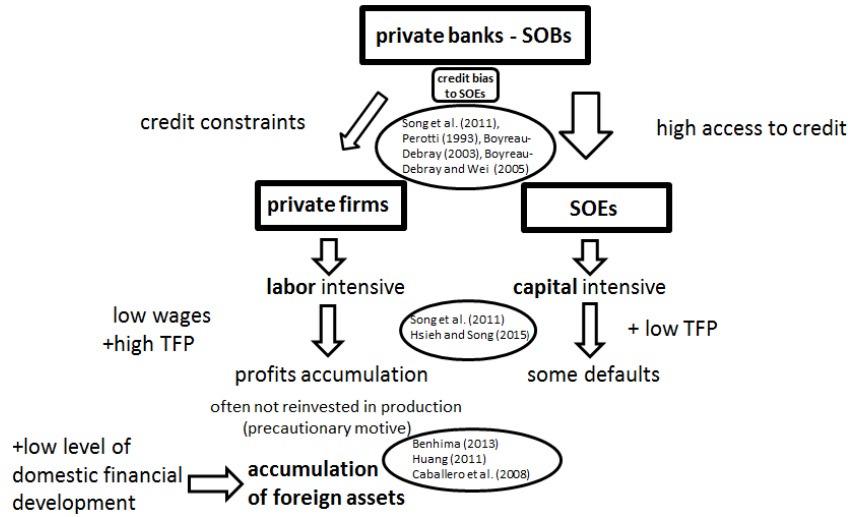 private banks - SOBs
credit bias
to SOEs
credit constraints
Song et al. (2011),
Perotti (1993), Boyreau-
Debray (2003), Boyreau-
Debray and Wei (2005)
high access to credit
private firms
SOEs
labor intensive
capital intensive
low wages
+high TFP
Song et al. (2011)
Hsieh and Song (2015)
+ low TFP
profits accumulation
some defaults
often not reinvested in production
(precautionary motive)
+low level of
domestic financial
development
accumulation
of foreign assets
Benhima (2013)
Huang (2011)
Caballero et al. (2008)